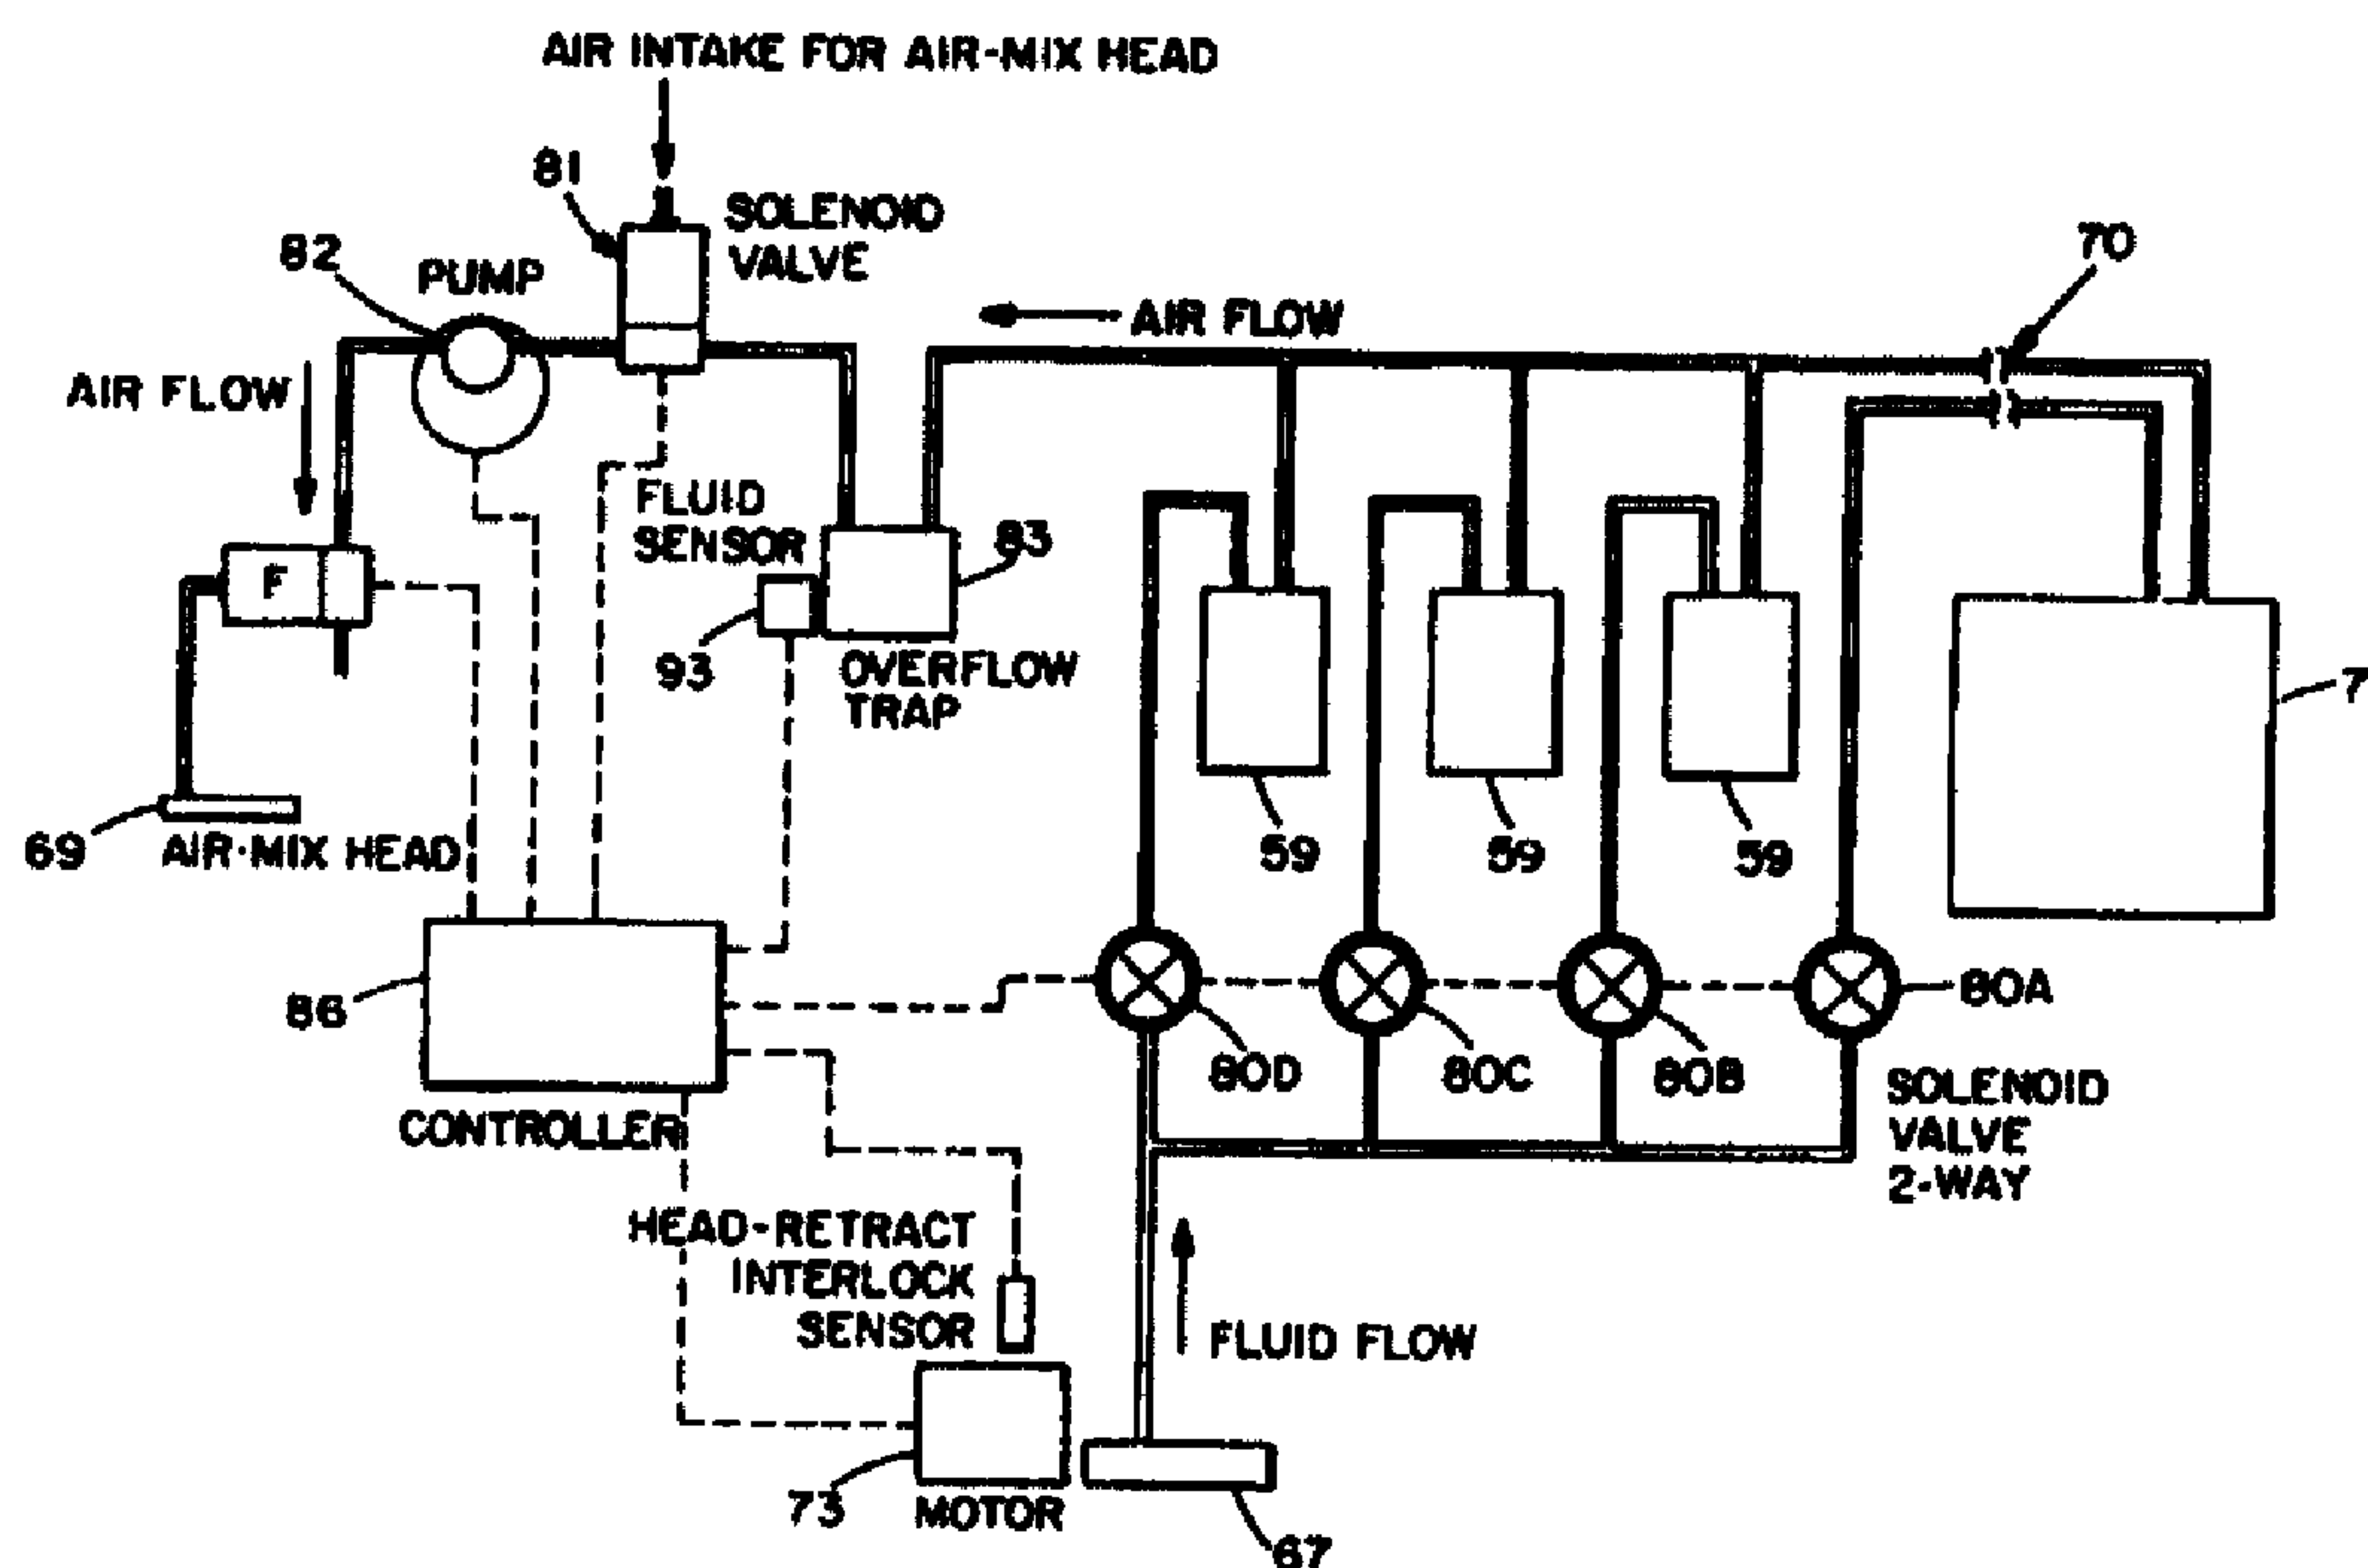 AIR INTAKE FOR AIR-MIX HEAD
81
SOLENOID
VALVE
82
PUMP
70
AIR FLOW
AIR FLOW
FLUID
SENSOR
83
F
93
OVERFLOW
TRAP
7
69
AIR-MIX HEAD
59
59
59
86
80A
80D
80C
80B
CONTROLLER
SOLENOID
VALVE
2-WAY
HEAD-RETRACT
INTERLOCK
SENSOR
FLUID FLOW
73
MOTOR
67